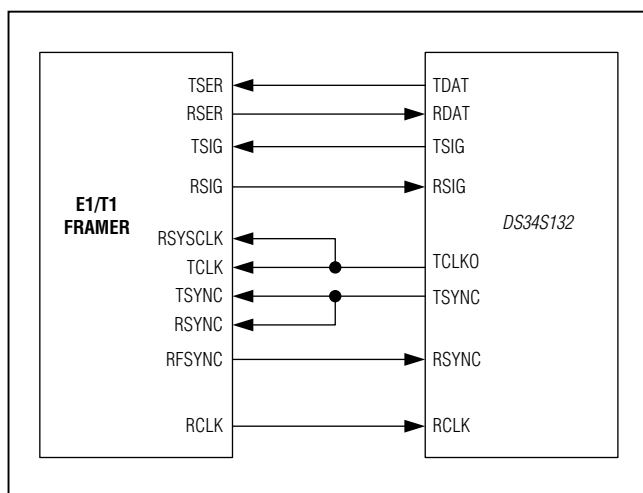 TSER
TDAT
RSER
RDAT
TSIG
TSIG
RSIG
RSIG
E1/T1
FRAMER
DS34S132
RSYSCLK
TCLK
TCLKO
TSYNC
TSYNC
RSYNC
RFSYNC
RSYNC
RCLK
RCLK